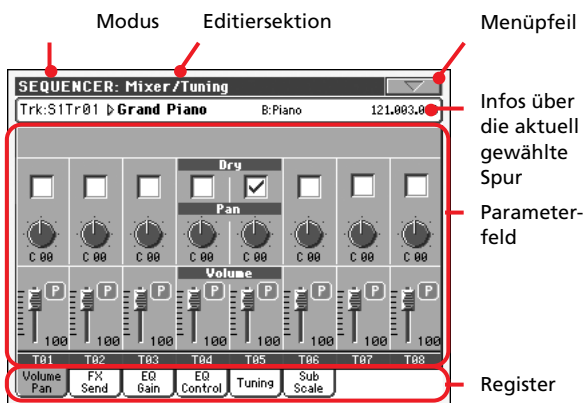 Modus Editiersektion Menüpfeil
SEQUENCER: Mixer/Tuning
Trk:S1Tr01 Grand Piano B:Piano 121.003.0
Infos über
die aktuell
gewählte
Spur
Dry
Pan
C 00 C 00 C 00 C 00 C 00 C 00 C 00 C 00
Parameter-
feld
Volume
P P P P P P P P
100 100 100 100 100 100 100 100
T01 T02 T03 T04 T05 T06 T07 T08
Volume Pan FX Send EQ Gain EQ Control Tuning Sub Scale
Register